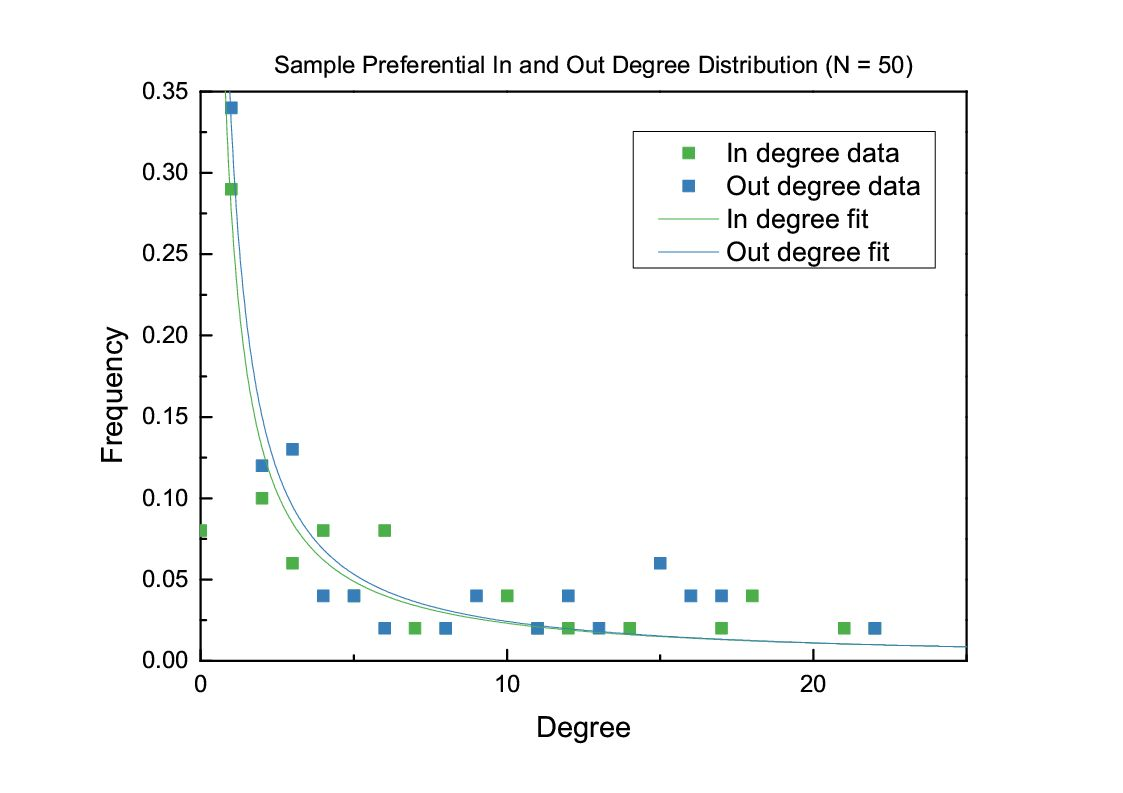 Sample Preferential In and Out Degree Distribution (N = 50)
0.35
0.30
0.25
0.20
0.15
0.10
0.05
0.00
Frequency
In degree data
Out degree data
In degree fit
Out degree fit
0 10 20
Degree